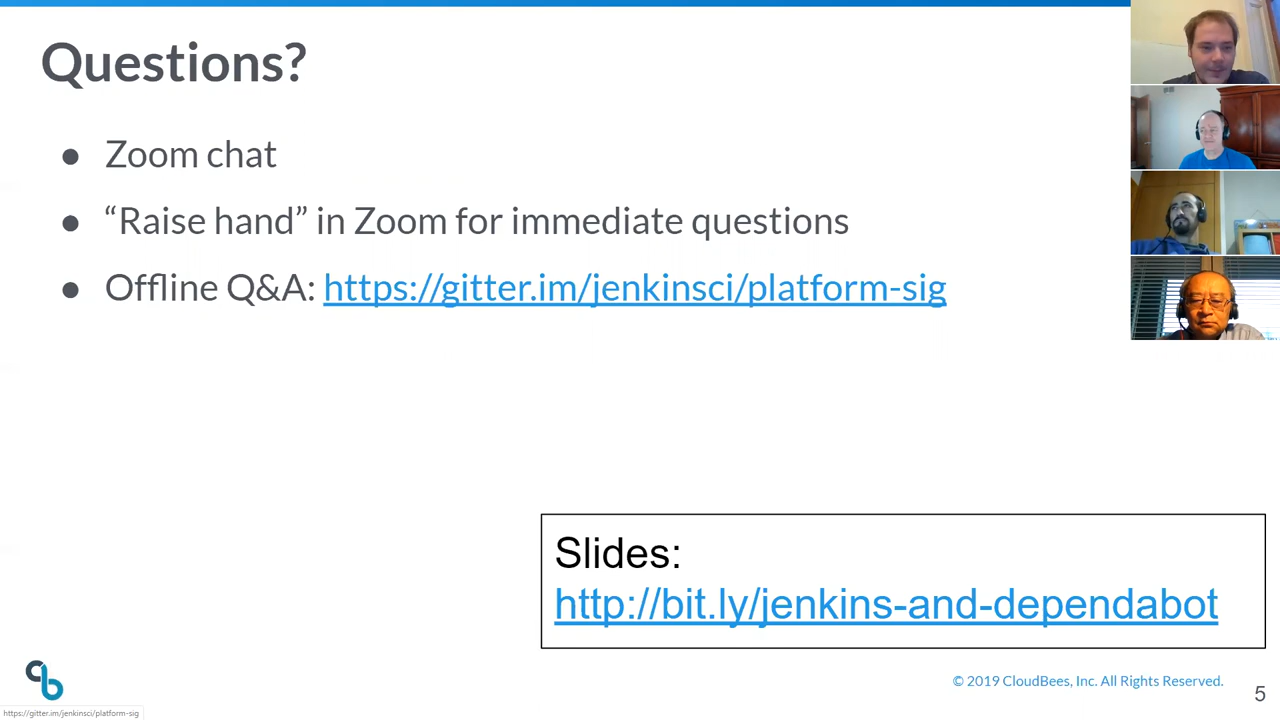 Questions?
● Zoom chat
● “Raise hand” in Zoom for immediate questions
● Offline Q&A: https://gitter.im/jenkinsci/platform-sig
Slides:
http://bit.ly/jenkins-and-dependabot
© 2019 CloudBees, Inc. All Rights Reserved.
5
https://gitter.im/jenkinsci/platform-sig